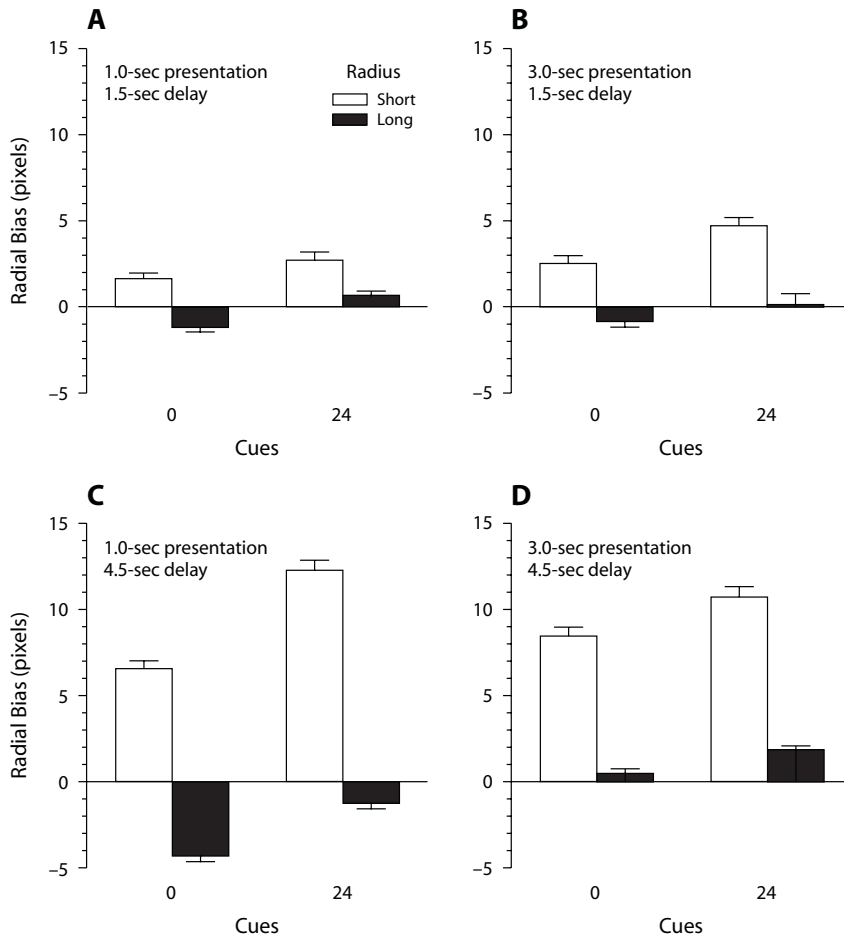 A
1.0-sec presentation
1.5-sec delay
Radius
Short
Long
Radial Bias (pixels)
15
10
5
0
–5
0
24
Cues
B
3.0-sec presentation
1.5-sec delay
15
10
5
0
–5
0
24
Cues
C
1.0-sec presentation
4.5-sec delay
Radial Bias (pixels)
15
10
5
0
–5
0
24
Cues
D
3.0-sec presentation
4.5-sec delay
15
10
5
0
–5
0
24
Cues